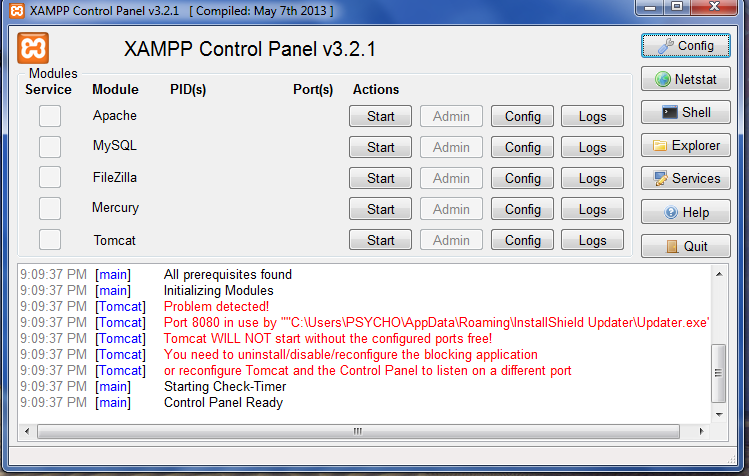 XAMPP Control Panel v3.2.1 [ Compiled: May 7th 2013 ]
XAMPP Control Panel v3.2.1
Config
Modules
Service Module PID(s) Port(s) Actions
Netstat
Apache Start Admin Config Logs
Shell
MySQL Start Admin Config Logs
Explorer
FileZilla Start Admin Config Logs
Services
Mercury Start Admin Config Logs
Help
Tomcat Start Admin Config Logs
Quit
9:09:37 PM [main] All prerequisites found
9:09:37 PM [main] Initializing Modules
9:09:37 PM [Tomcat] Problem detected!
9:09:37 PM [Tomcat] Port 8080 in use by ""C:\Users\PSYCHO\AppData\Roaming\InstallShield Updater\Updater.exe"
9:09:37 PM [Tomcat] Tomcat WILL NOT start without the configured ports free!
9:09:37 PM [Tomcat] You need to uninstall/disable/reconfigure the blocking application
9:09:37 PM [Tomcat] or reconfigure Tomcat and the Control Panel to listen on a different port
9:09:37 PM [main] Starting Check-Timer
9:09:37 PM [main] Control Panel Ready